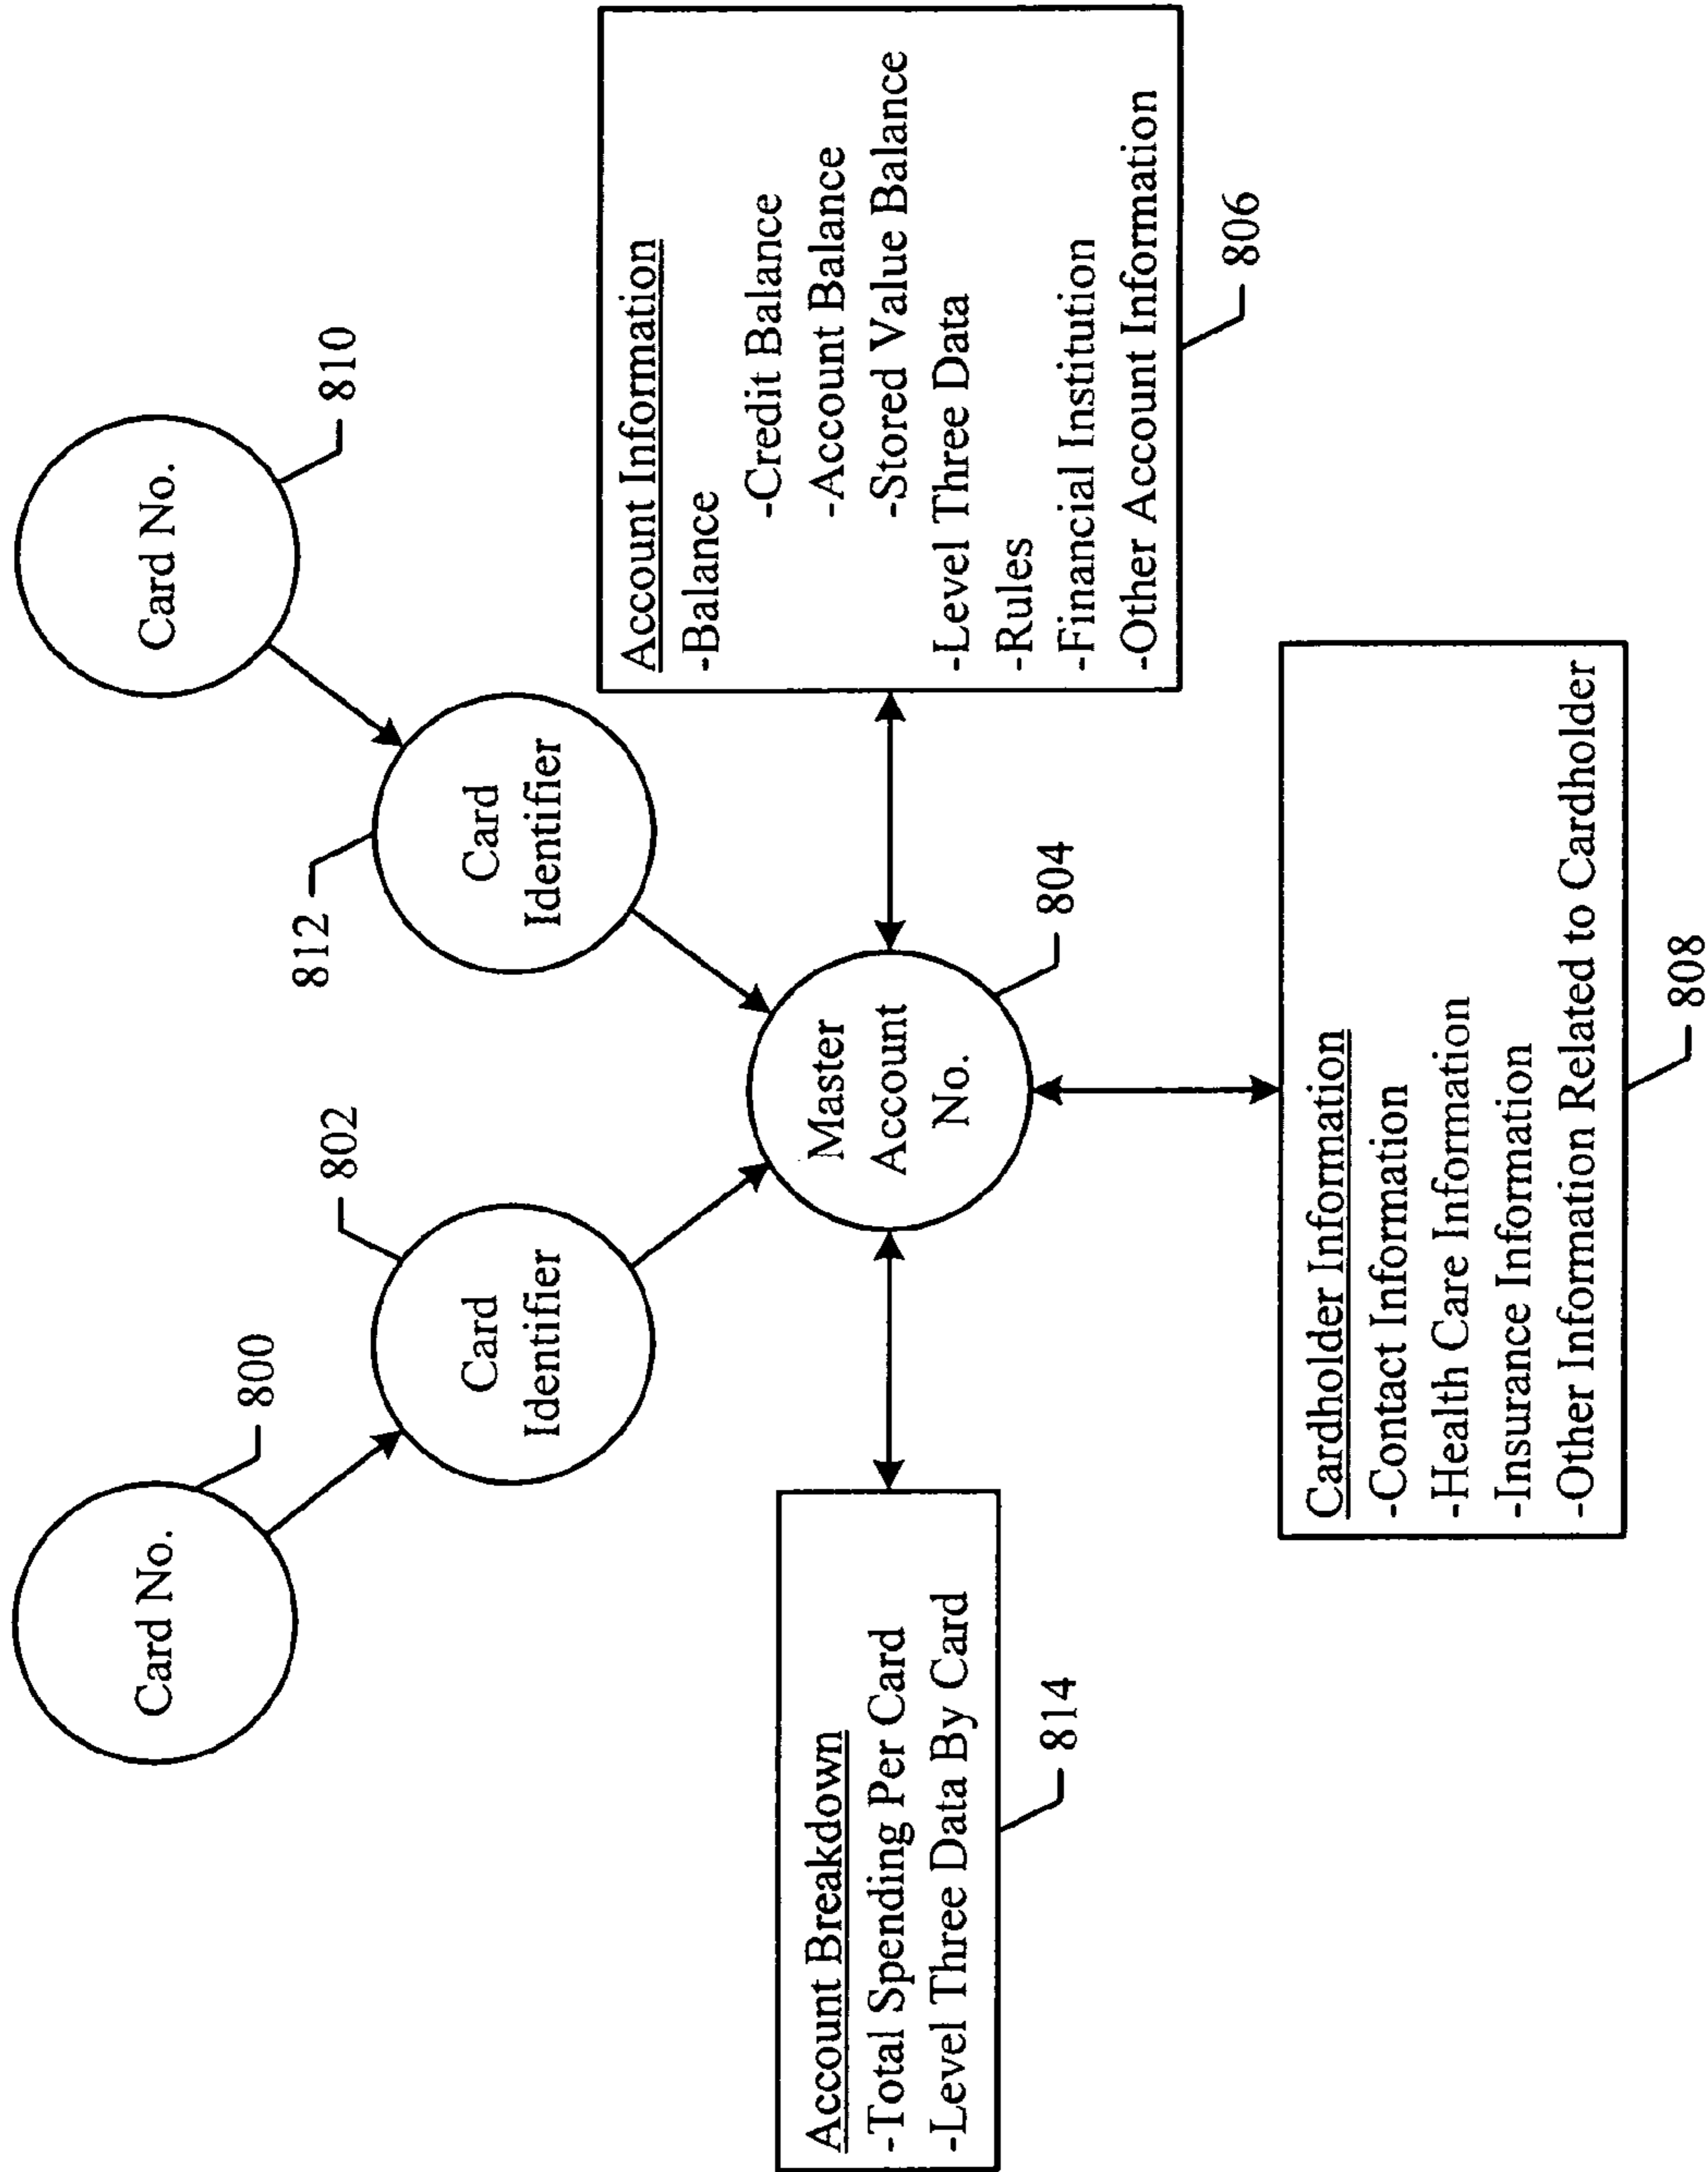 Card No.
800
Card No.
810
Card
Identifier
802
812
Card
Identifier
Master
Account
No.
804
Account Breakdown
-Total Spending Per Card
-Level Three Data By Card
814
Account Information
-Balance
-Credit Balance
-Account Balance
-Stored Value Balance
-Level Three Data
-Rules
-Financial Institution
-Other Account Information
806
Cardholder Information
-Contact Information
-Health Care Information
-Insurance Information
-Other Information Related to Cardholder
808